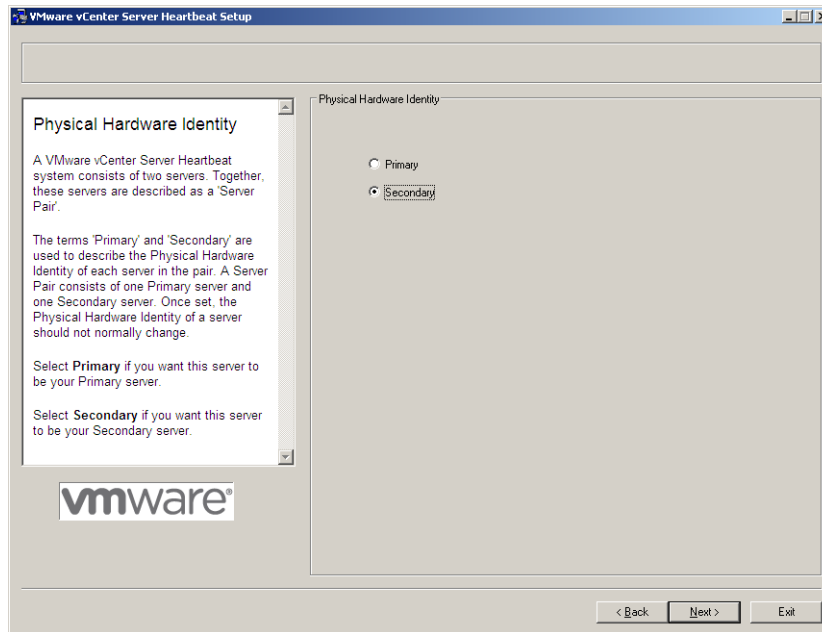 VMware vCenter Server Heartbeat Setup
Physical Hardware Identity
A VMware vCenter Server Heartbeat
system consists of two servers. Together,
these servers are described as a 'Server
Pair'.
The terms 'Primary' and 'Secondary' are
used to describe the Physical Hardware
Identity of each server in the pair. A Server
Pair consists of one Primary server and
one Secondary server. Once set, the
Physical Hardware Identity of a server
should not normally change.
Select Primary if you want this server to
be your Primary server.
Select Secondary if you want this server
to be your Secondary server.
vmware®
Physical Hardware Identity
Primary
Secondary
< Back
Next >
Exit